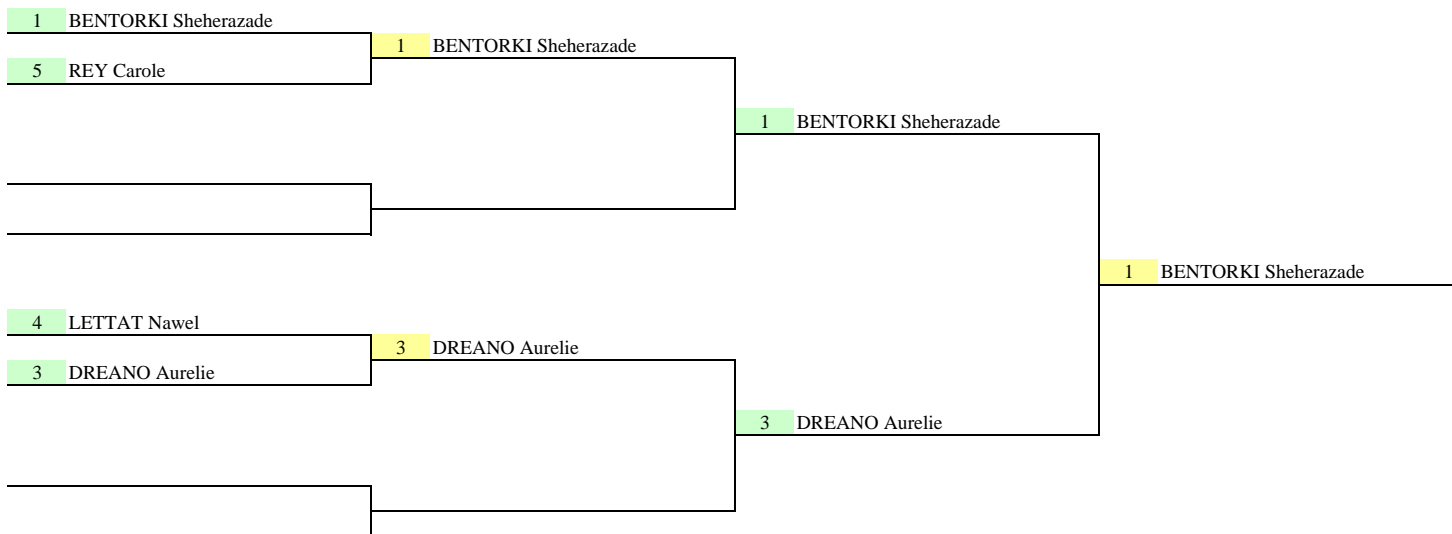 1 BENTORKI Sheherazade
1 BENTORKI Sheherazade
5 REY Carole
1 BENTORKI Sheherazade
1 BENTORKI Sheherazade
4 LETTAT Nawel
3 DREANO Aurelie
3 DREANO Aurelie
3 DREANO Aurelie